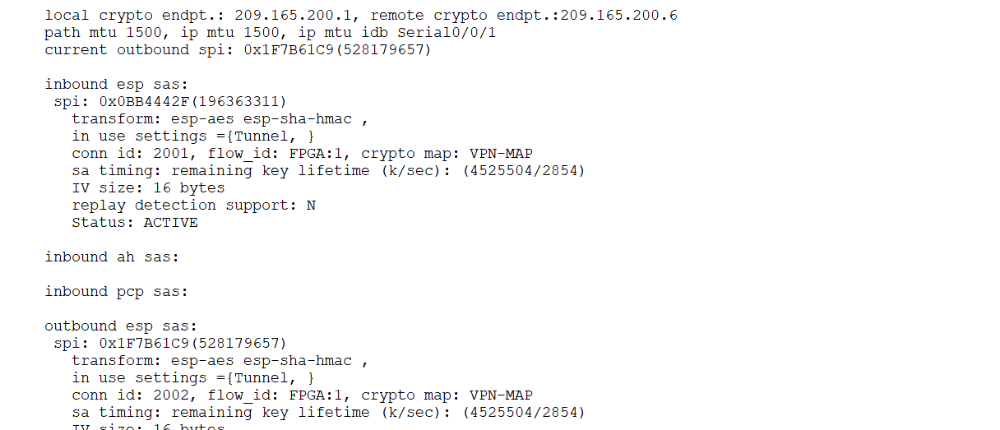 local crypto endpt.: 209.165.200.1, remote crypto endpt.:209.165.200.6
path mtu 1500, ip mtu 1500, ip mtu idb Serial0/0/1
current outbound spi: 0x1F7B61C9(528179657)
inbound esp sas:
spi: 0x0BB4442F(196363311)
transform: esp-aes esp-sha-hmac ,
in use settings ={Tunnel, }
conn id: 2001, flow_id: FPGA:1, crypto map: VPN-MAP
sa timing: remaining key lifetime (k/sec): (4525504/2854)
IV size: 16 bytes
replay detection support: N
Status: ACTIVE
inbound ah sas:
inbound pcp sas:
outbound esp sas:
spi: 0x1F7B61C9(528179657)
transform: esp-aes esp-sha-hmac ,
in use settings ={Tunnel, }
conn id: 2002, flow_id: FPGA:1, crypto map: VPN-MAP
sa timing: remaining key lifetime (k/sec): (4525504/2854)
IV size: 16 bytes